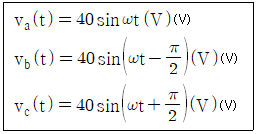 v_a(t) = 40 sin ωt (V) (V)
v_b(t) = 40 sin(ωt − π/2)(V) (V)
v_c(t) = 40 sin(ωt + π/2)(V) (V)